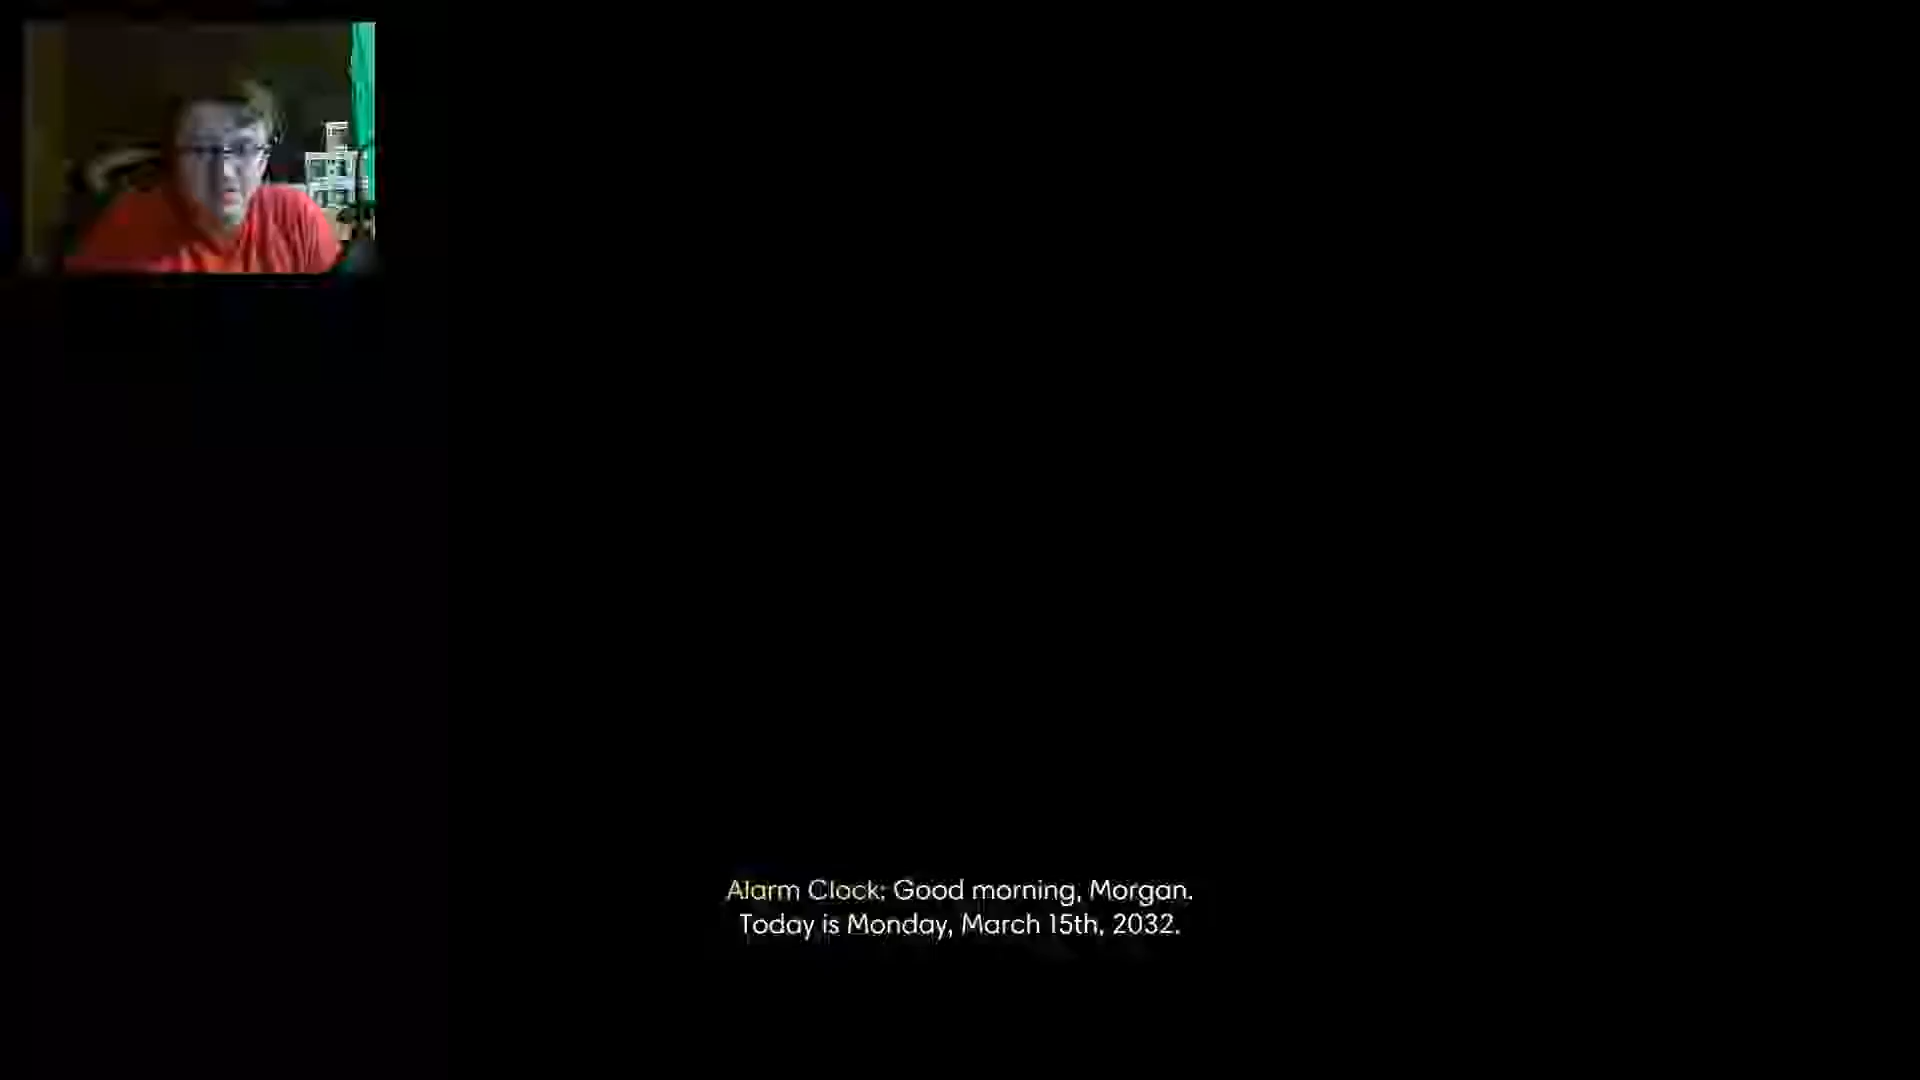 Alarm Clock: Good morning, Morgan.
Today is Monday, March 15th, 2032.